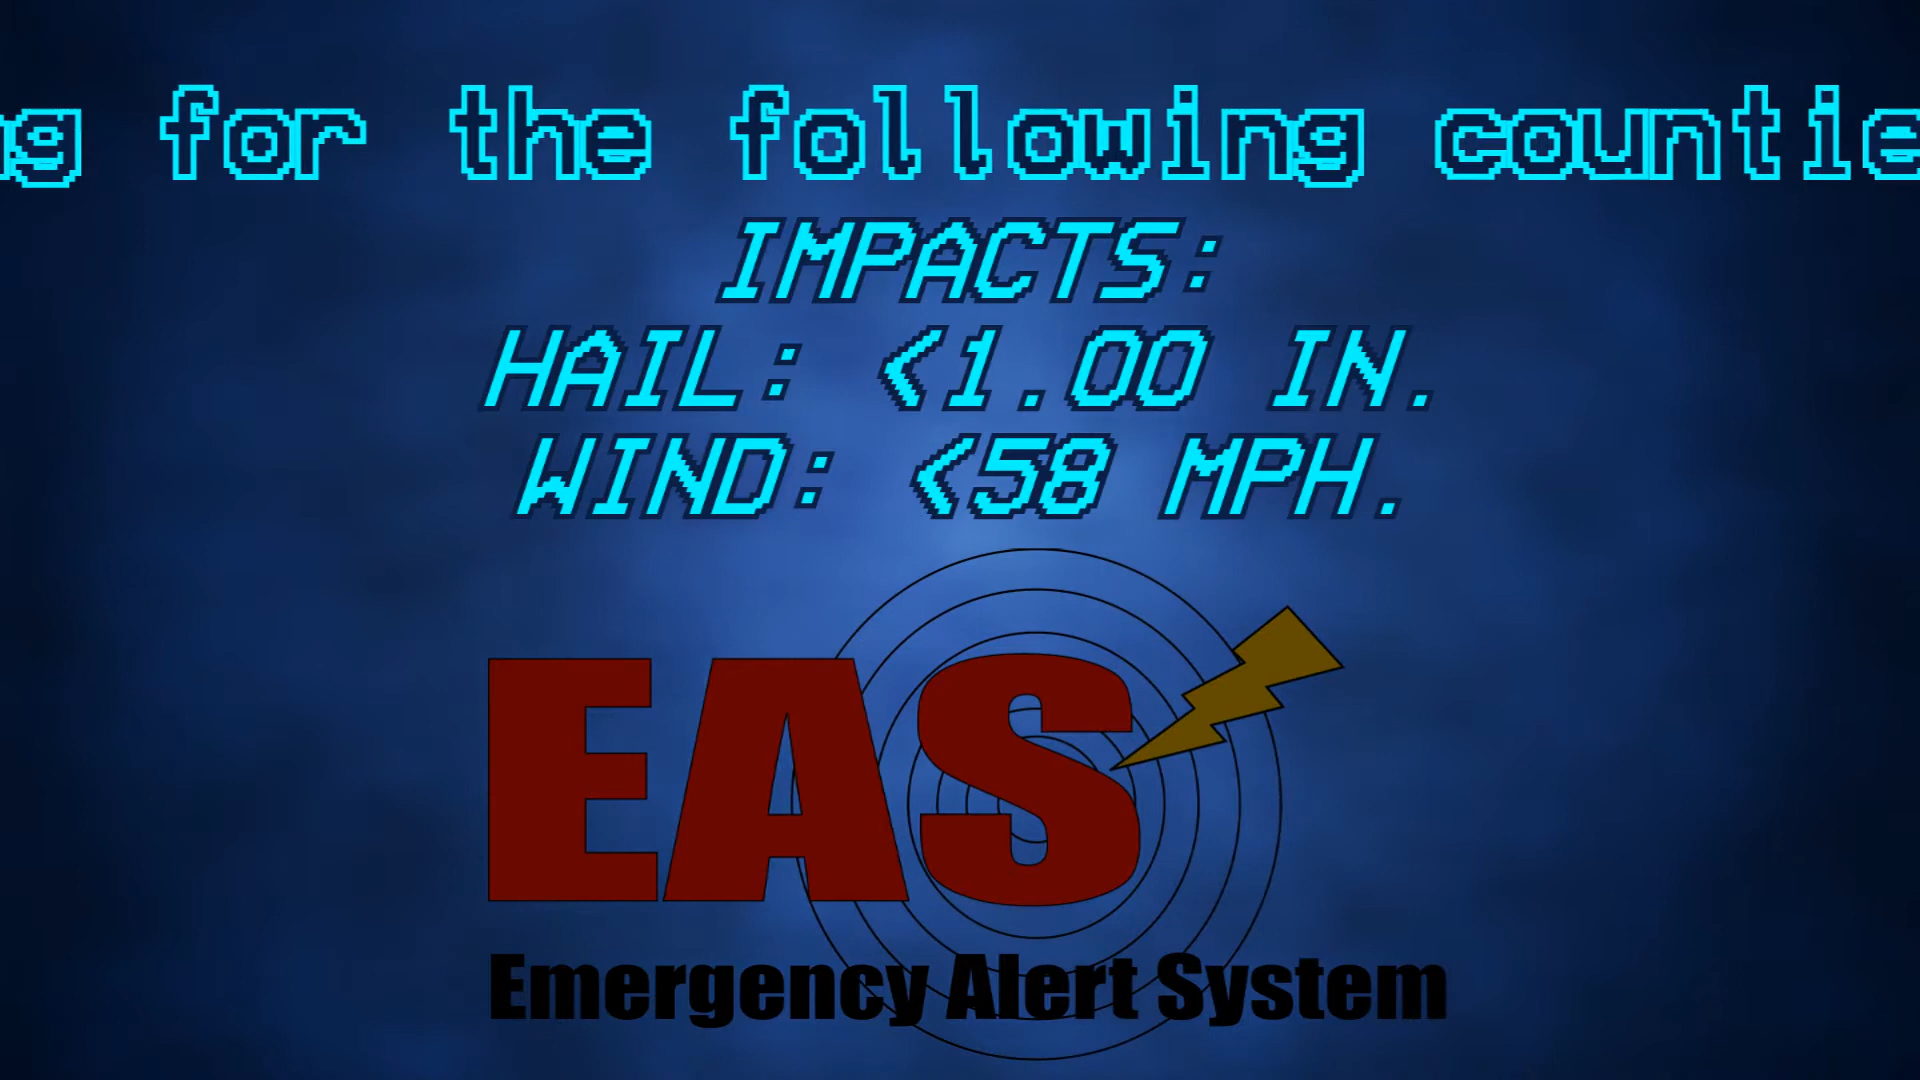 g for the following countie
IMPACTS:
HAIL: <1.00 IN.
WIND: <58 MPH.
EAS
Emergency Alert System